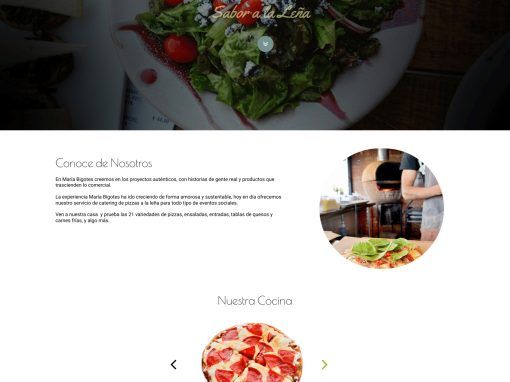 Sabor a la Leña
Conoce de Nosotros
En María Bigotes creemos en los proyectos auténticos, con historias de gente real y productos que
trascienden lo comercial.
La experiencia María Bigotes ha ido creciendo de forma amorosa y sustentable, hoy en día ofrecemos
nuestro servicio de catering de pizzas a la leña para todo tipo de eventos sociales.
Ven a nuestra casa y prueba las 21 variedades de pizzas, ensaladas, entradas, tablas de quesos y
carnes frías, y algo más.
Nuestra Cocina